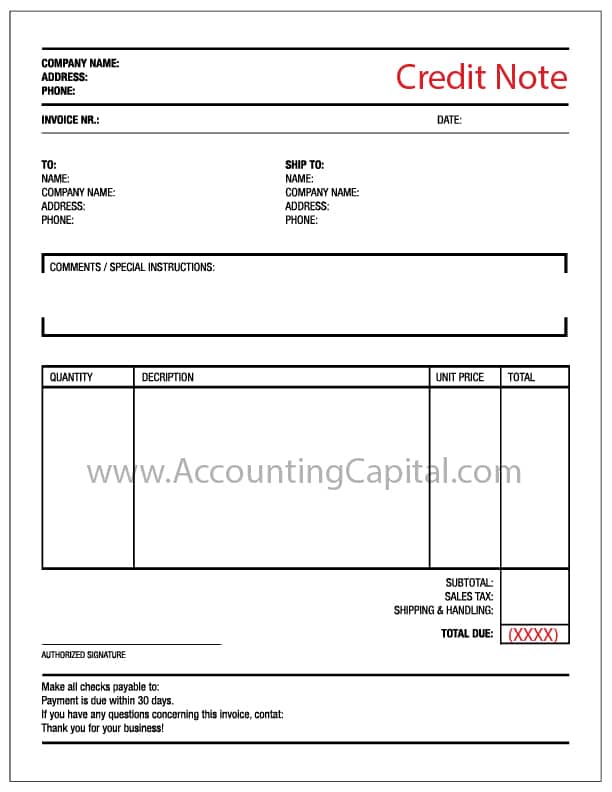 COMPANY NAME:
ADDRESS:
PHONE:
Credit Note
INVOICE NR.:
DATE:
TO:
NAME:
COMPANY NAME:
ADDRESS:
PHONE:
SHIP TO:
NAME:
COMPANY NAME:
ADDRESS:
PHONE:
COMMENTS / SPECIAL INSTRUCTIONS:
QUANTITY DECRIPTION UNIT PRICE TOTAL
www.AccountingCapital.com
SUBTOTAL:
SALES TAX:
SHIPPING & HANDLING:
TOTAL DUE: (XXXX)
AUTHORIZED SIGNATURE
Make all checks payable to:
Payment is due within 30 days.
If you have any questions concerning this invoice, contat:
Thank you for your business!